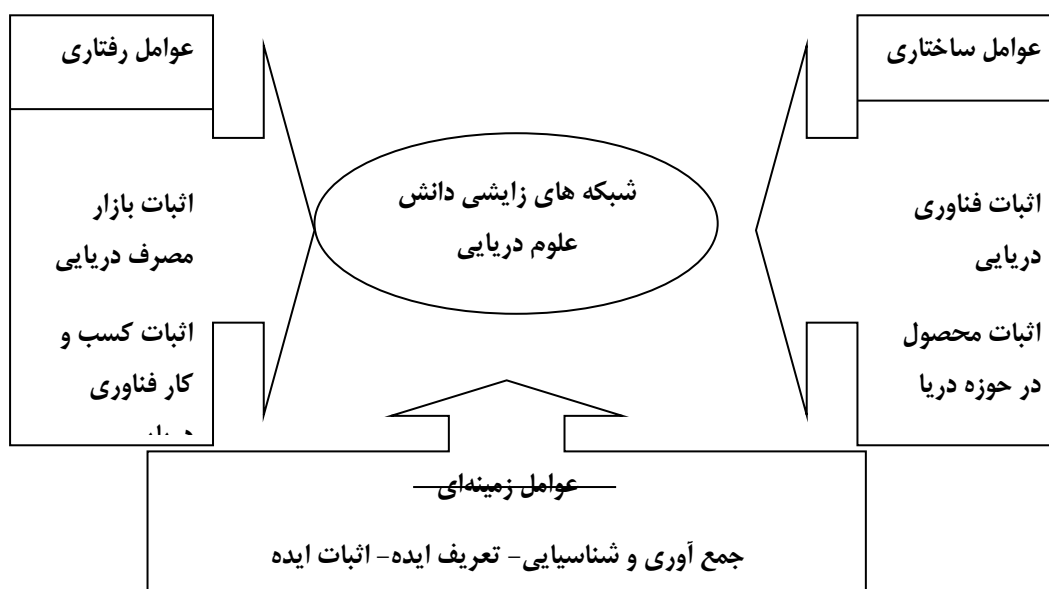 عوامل ساختاری
اثبات فناوری
دریایی
اثبات محصول
در حوزه دریا
شبکه های زایشی دانش
علوم دریایی
عوامل رفتاری
اثبات بازار
مصرف دریایی
اثبات کسب و
کار فناوری
عوامل زمینه‌ای
جمع آوری و شناسیایی- تعریف ایده- اثبات ایده